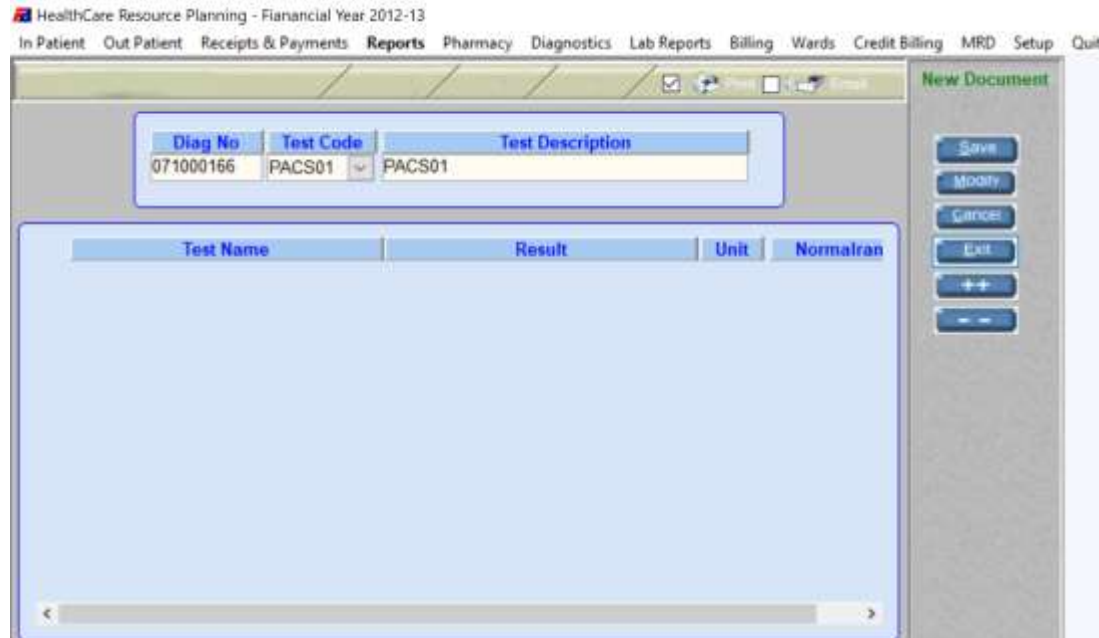 HealthCare Resource Planning - Fianancial Year 2012-13
In Patient Out Patient Receipts & Payments Reports Pharmacy Diagnostics Lab Reports Billing Wards Credit Billing MRD Setup Quit
New Document
Diag No Test Code Test Description
071000166 PACS01 PACS01
Save
Modify
Cancel
Test Name Result Unit Normalran
Exit
++
--